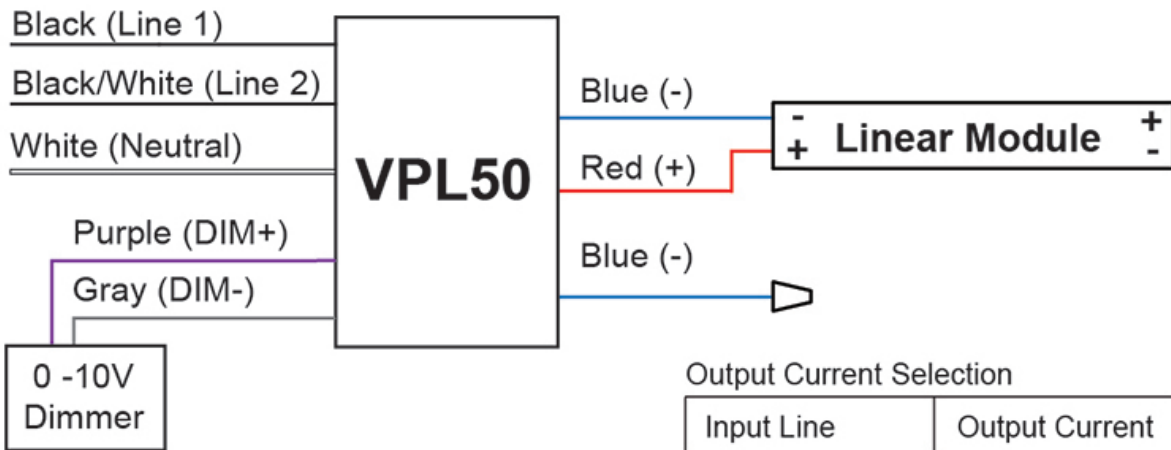 Black (Line 1)
Black/White (Line 2)
White (Neutral)
Purple (DIM+)
Gray (DIM-)
0 -10V
Dimmer
VPL50
Blue (-)
Red (+)
Blue (-)
- Linear Module +
+ -
Output Current Selection
Input Line Output Current